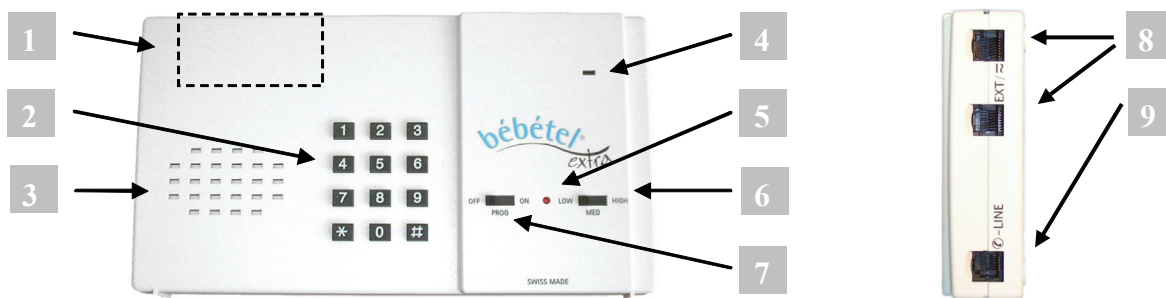 1
2
3
4
5
6
7
8
9
1 2 3
4 5 6
7 8 9
* 0 #
bébétel®
extra
OFF ON LOW HIGH
PROG MED
SWISS MADE
EXT/
-LINE